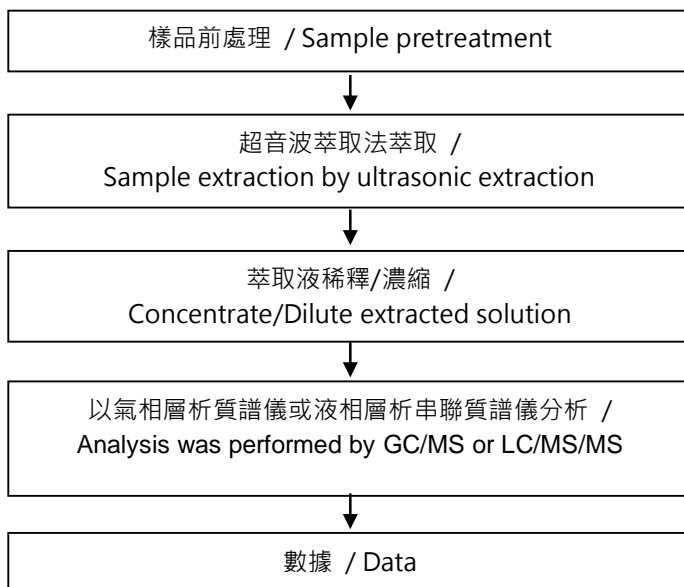 樣品前處理 / Sample pretreatment
超音波萃取法萃取 /
Sample extraction by ultrasonic extraction
萃取液稀釋/濃縮 /
Concentrate/Dilute extracted solution
以氣相層析質譜儀或液相層析串聯質譜儀分析 /
Analysis was performed by GC/MS or LC/MS/MS
數據 / Data